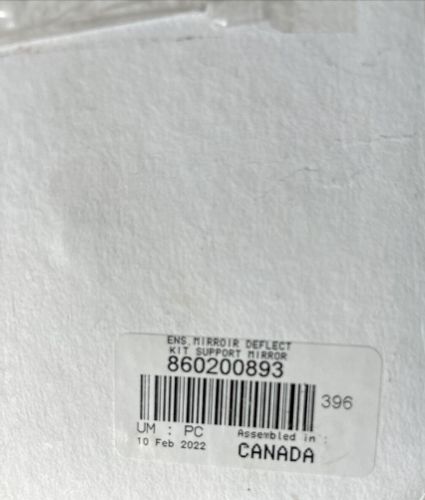 ENS.MIRROIR DEFLECT
KIT SUPPORT MIRROR
860200893
396
UM : PC
Assembled in :
10 Feb 2022
CANADA